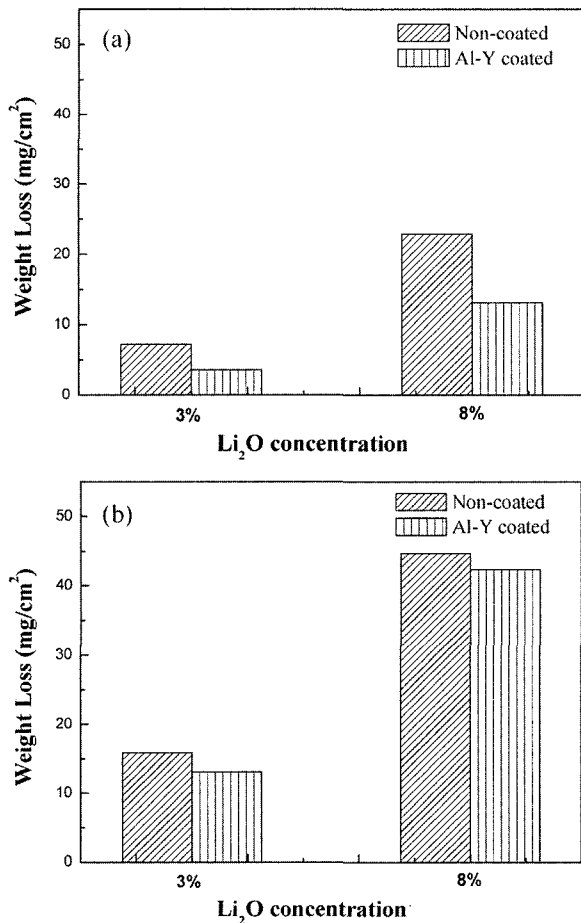 (a)
Non-coated
Al-Y coated
Weight Loss (mg/cm²)
50
40
30
20
10
0
3%
8%
Li₂O concentration
(b)
Non-coated
Al-Y coated
Weight Loss (mg/cm²)
50
40
30
20
10
0
3%
8%
Li₂O concentration